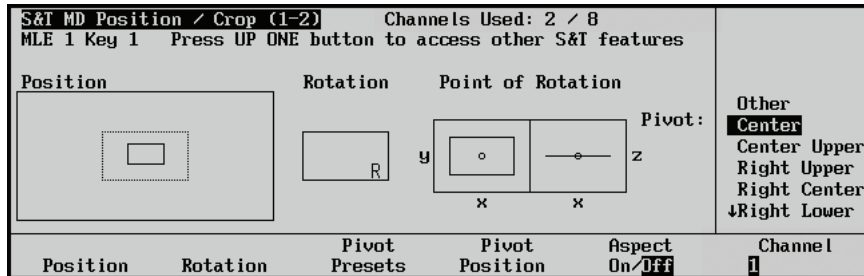 S&T MD Position / Crop (1-2) Channels Used: 2 / 8
MLE 1 Key 1 Press UP ONE button to access other S&T features
Position Rotation Point of Rotation
Other
Pivot: Center
Center Upper
R y z Right Upper
Right Center
x x ↓Right Lower
Pivot Pivot Aspect Channel
Position Rotation Presets Position On/Off 1